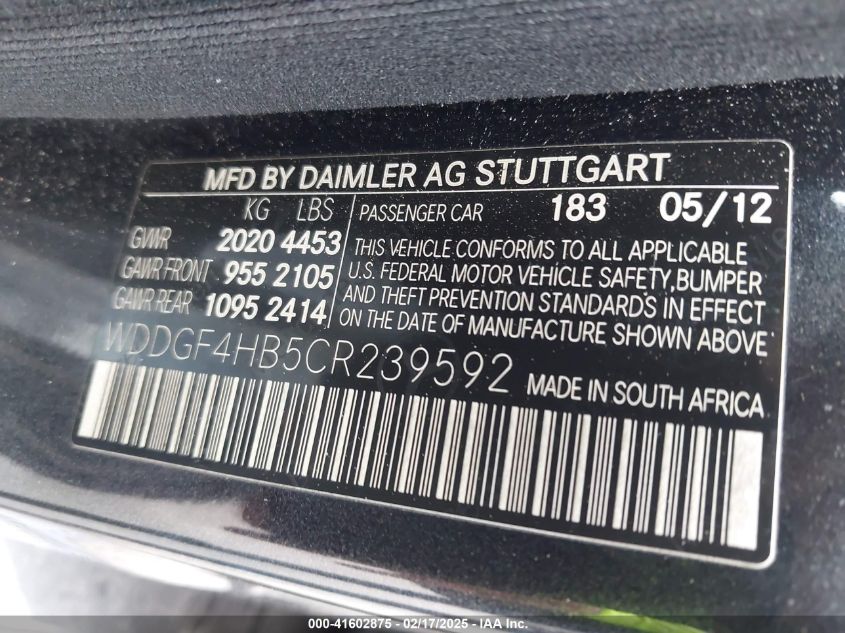 MFD BY DAIMLER AG STUTTGART
KG LBS PASSENGER CAR 183 05/12
GVWR 2020 4453
GAWR FRONT 955 2105
GAWR REAR 1095 2414
THIS VEHICLE CONFORMS TO ALL APPLICABLE
U.S. FEDERAL MOTOR VEHICLE SAFETY,BUMPER
AND THEFT PREVENTION STANDARDS IN EFFECT
ON THE DATE OF MANUFACTURE SHOWN ABOVE
WDDGF4HB5CR239592 MADE IN SOUTH AFRICA
000-41602875 - 02/17/2025 - IAA Inc.